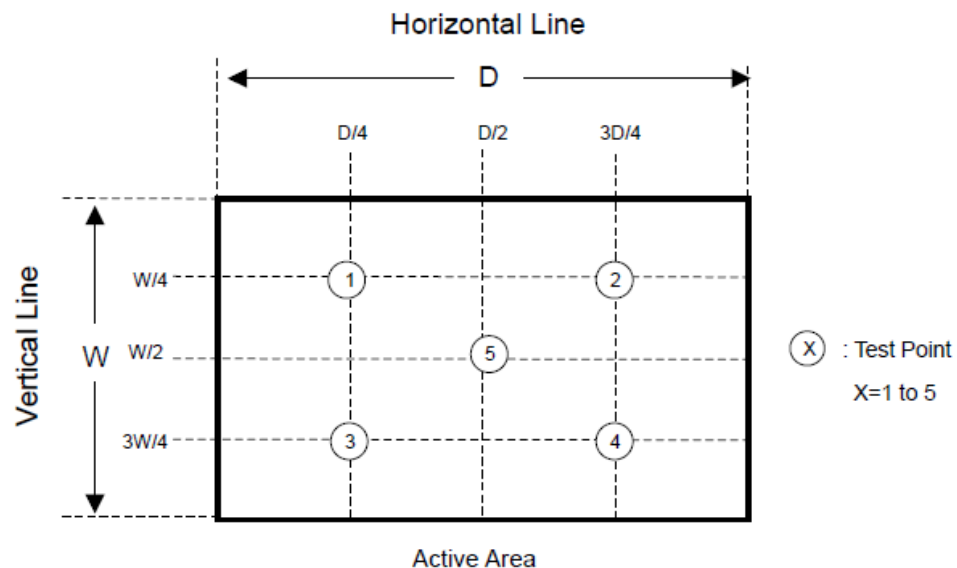 Horizontal Line
D
D/4 D/2 3D/4
W/4 1 2
Vertical Line
W
W/2 5
X : Test Point
X=1 to 5
3W/4 3 4
Active Area